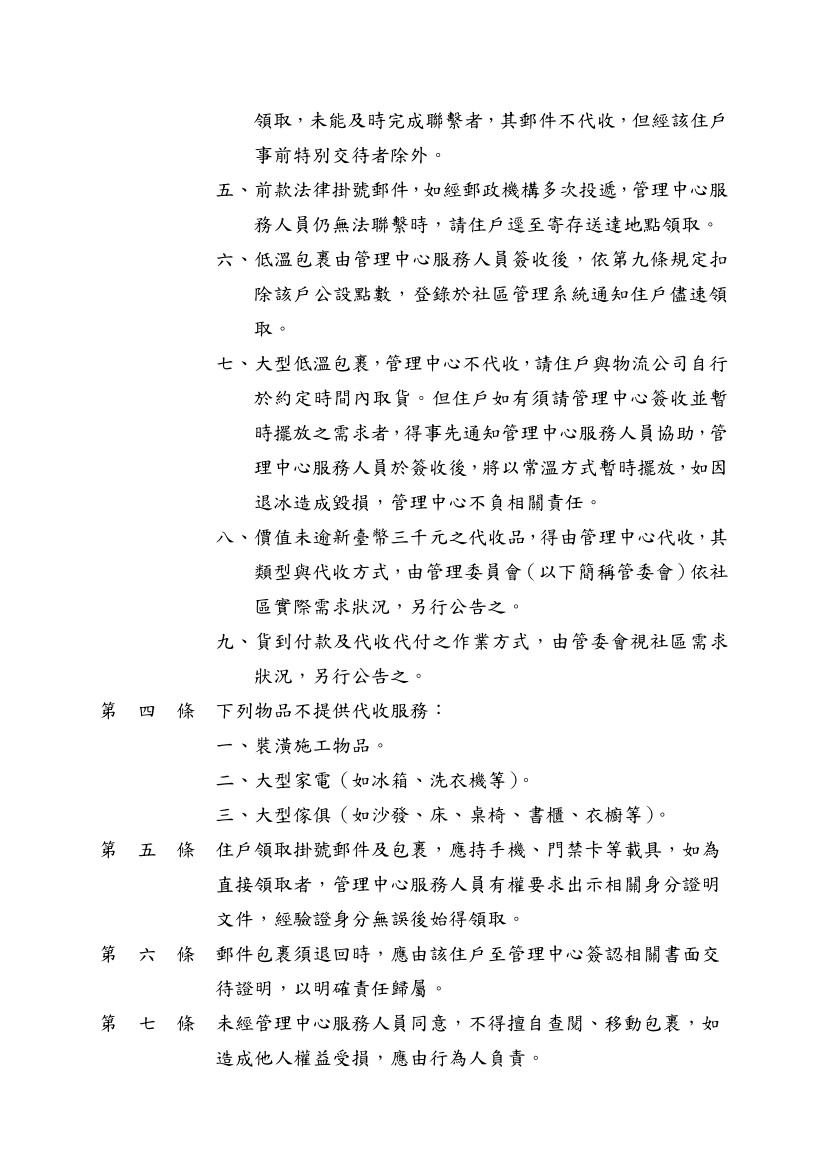 領取，未能及時完成聯繫者，其郵件不代收，但經該住戶
事前特別交待者除外。
五、前款法律掛號郵件，如經郵政機構多次投遞，管理中心服
務人員仍無法聯繫時，請住戶逕至寄存送達地點領取。
六、低溫包裹由管理中心服務人員簽收後，依第九條規定扣
除該戶公設點數，登錄於社區管理系統通知住戶儘速領
取。
七、大型低溫包裹，管理中心不代收，請住戶與物流公司自行
於約定時間內取貨。但住戶如有須請管理中心簽收並暫
時擺放之需求者，得事先通知管理中心服務人員協助，管
理中心服務人員於簽收後，將以常溫方式暫時擺放，如因
退冰造成毀損，管理中心不負相關責任。
八、價值未逾新臺幣三千元之代收品，得由管理中心代收，其
類型與代收方式，由管理委員會（以下簡稱管委會）依社
區實際需求狀況，另行公告之。
九、貨到付款及代收代付之作業方式，由管委會視社區需求
狀況，另行公告之。
第 四 條 下列物品不提供代收服務：
一、裝潢施工物品。
二、大型家電（如冰箱、洗衣機等）。
三、大型傢俱（如沙發、床、桌椅、書櫃、衣櫥等）。
第 五 條 住戶領取掛號郵件及包裹，應持手機、門禁卡等載具，如為
直接領取者，管理中心服務人員有權要求出示相關身分證明
文件，經驗證身分無誤後始得領取。
第 六 條 郵件包裹須退回時，應由該住戶至管理中心簽認相關書面交
待證明，以明確責任歸屬。
第 七 條 未經管理中心服務人員同意，不得擅自查閱、移動包裹，如
造成他人權益受損，應由行為人負責。